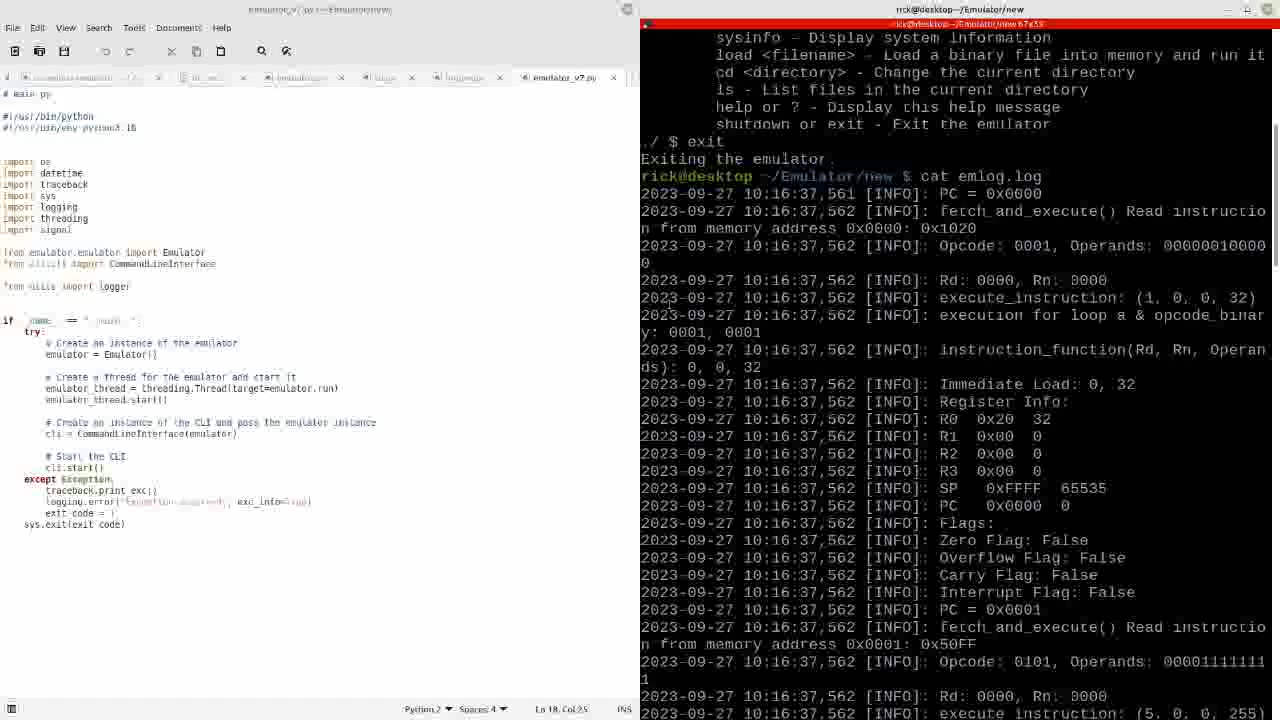 emulator_v7.py (~/Emulator/new)
File Edit View Search Tools Documents Help
emulator_v7.py ×
# main.py
#!/usr/bin/python
#!/usr/bin/env python3.10
import os
import datetime
import traceback
import sys
import logging
import threading
import signal
from emulator.emulator import Emulator
import CommandLineInterface
import logger
if __name__ ==
try:
# Create an instance of the emulator
emulator = Emulator()
# Create a thread for the emulator and start it
emulator_thread = threading.Thread(target=emulator.run)
emulator_thread.start()
# Create an instance of the CLI and pass the emulator instance
cli = CommandLineInterface(emulator)
# Start the CLI
cli.start()
except Exception:
traceback.print_exc()
logging.error( exc_info=True)
exit_code =
sys.exit(exit_code)
Python 2 Spaces: 4 Ln 18, Col 25 INS
rick@desktop:~/Emulator/new
rick@desktop:~/Emulator/new 67x33
sysinfo - Display system information
load <filename> - Load a binary file into memory and run it
cd <directory> - Change the current directory
ls - List files in the current directory
help or ? - Display this help message
shutdown or exit - Exit the emulator
./ $ exit
Exiting the emulator.
rick@desktop ~/Emulator/new $ cat emlog.log
2023-09-27 10:16:37,561 [INFO]: PC = 0x0000
2023-09-27 10:16:37,562 [INFO]: fetch_and_execute() Read instructio
n from memory address 0x0000: 0x1020
2023-09-27 10:16:37,562 [INFO]: Opcode: 0001, Operands: 00000010000
0
2023-09-27 10:16:37,562 [INFO]: Rd: 0000, Rn: 0000
2023-09-27 10:16:37,562 [INFO]: execute_instruction: (1, 0, 0, 32)
2023-09-27 10:16:37,562 [INFO]: execution for loop a & opcode_binar
y: 0001, 0001
2023-09-27 10:16:37,562 [INFO]: instruction_function(Rd, Rn, Operan
ds): 0, 0, 32
2023-09-27 10:16:37,562 [INFO]: Immediate Load: 0, 32
2023-09-27 10:16:37,562 [INFO]: Register Info:
2023-09-27 10:16:37,562 [INFO]: R0 0x20 32
2023-09-27 10:16:37,562 [INFO]: R1 0x00 0
2023-09-27 10:16:37,562 [INFO]: R2 0x00 0
2023-09-27 10:16:37,562 [INFO]: R3 0x00 0
2023-09-27 10:16:37,562 [INFO]: SP 0xFFFF 65535
2023-09-27 10:16:37,562 [INFO]: PC 0x0000 0
2023-09-27 10:16:37,562 [INFO]: Flags:
2023-09-27 10:16:37,562 [INFO]: Zero Flag: False
2023-09-27 10:16:37,562 [INFO]: Overflow Flag: False
2023-09-27 10:16:37,562 [INFO]: Carry Flag: False
2023-09-27 10:16:37,562 [INFO]: Interrupt Flag: False
2023-09-27 10:16:37,562 [INFO]: PC = 0x0001
2023-09-27 10:16:37,562 [INFO]: fetch_and_execute() Read instructio
n from memory address 0x0001: 0x50FF
2023-09-27 10:16:37,562 [INFO]: Opcode: 0101, Operands: 00001111111
1
2023-09-27 10:16:37,562 [INFO]: Rd: 0000, Rn: 0000
2023-09-27 10:16:37,562 [INFO]: execute_instruction: (5, 0, 0, 255)